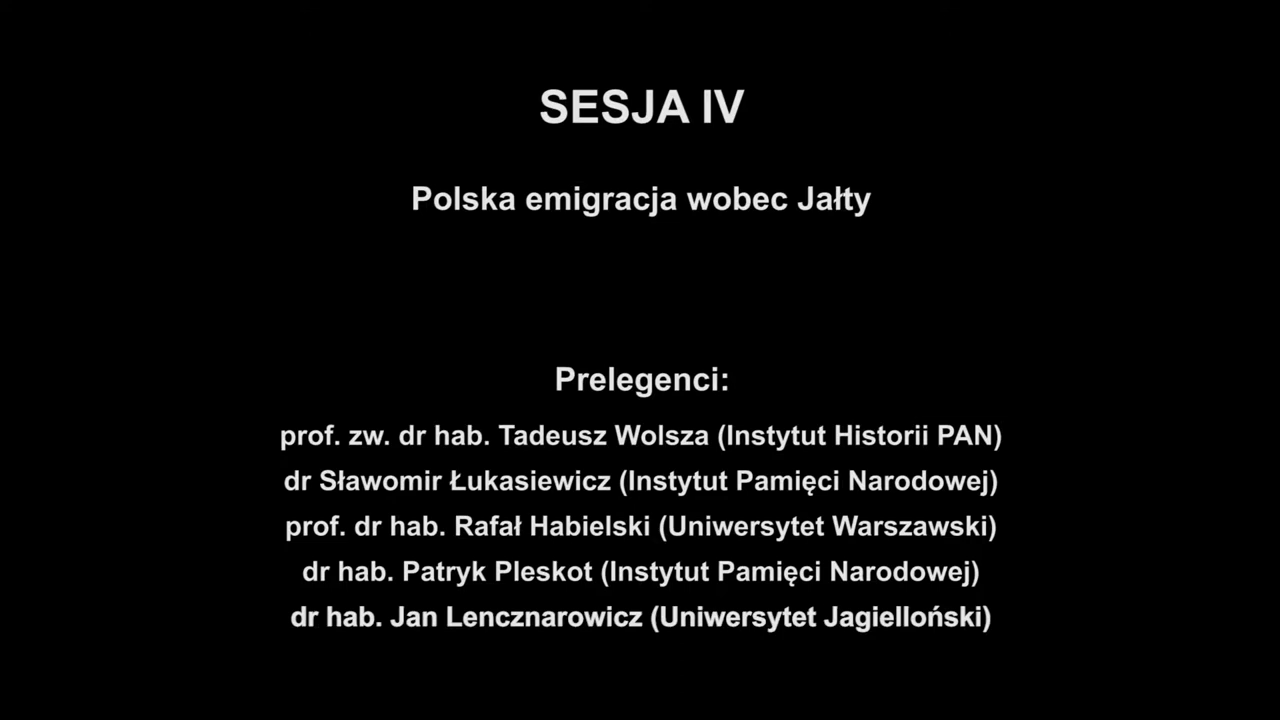 SESJA IV
Polska emigracja wobec Jałty
Prelegenci:
prof. zw. dr hab. Tadeusz Wolsza (Instytut Historii PAN)
dr Sławomir Łukasiewicz (Instytut Pamięci Narodowej)
prof. dr hab. Rafał Habielski (Uniwersytet Warszawski)
dr hab. Patryk Pleskot (Instytut Pamięci Narodowej)
dr hab. Jan Lencznarowicz (Uniwersytet Jagielloński)